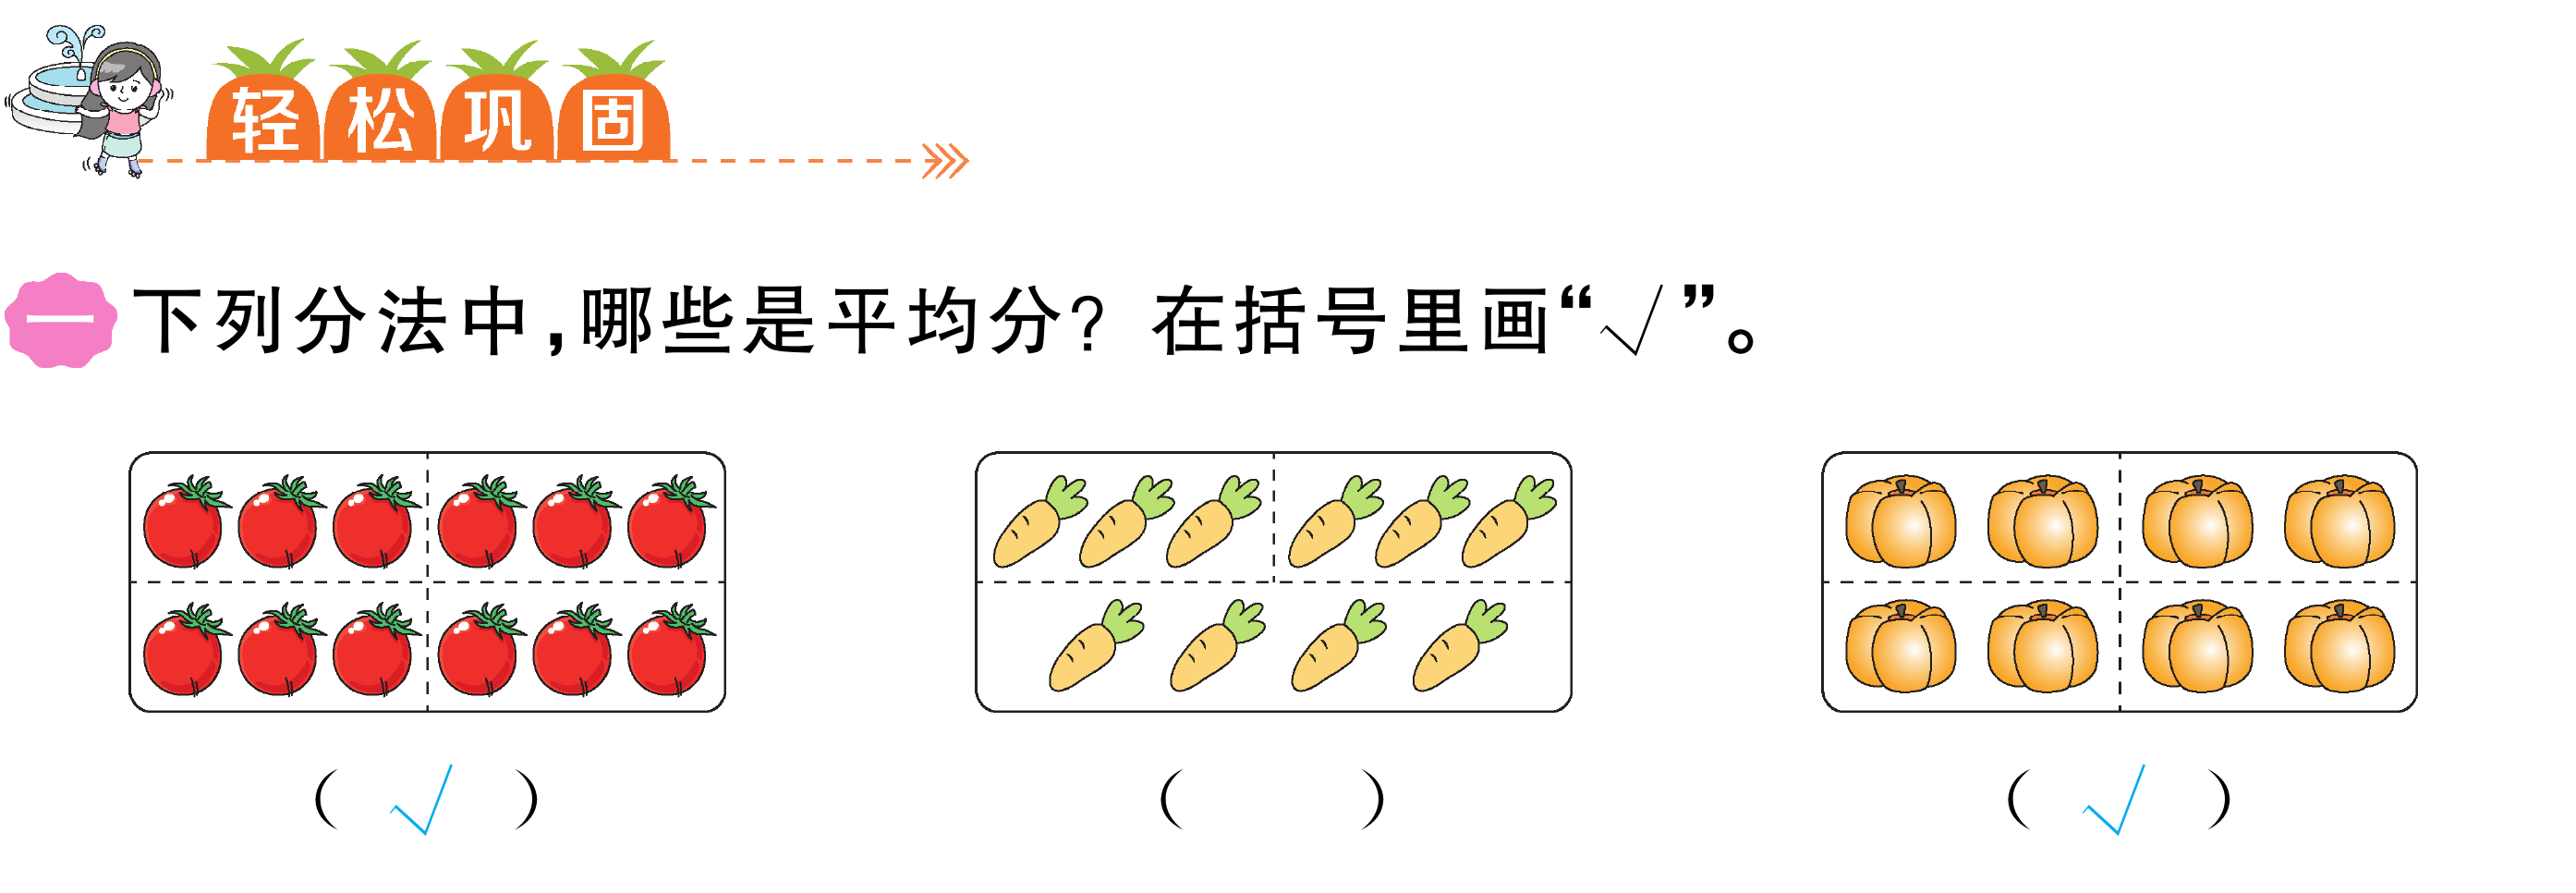 轻松巩固
一 下列分法中,哪些是平均分? 在括号里画“√”。
( √ ) ( ) ( √ )